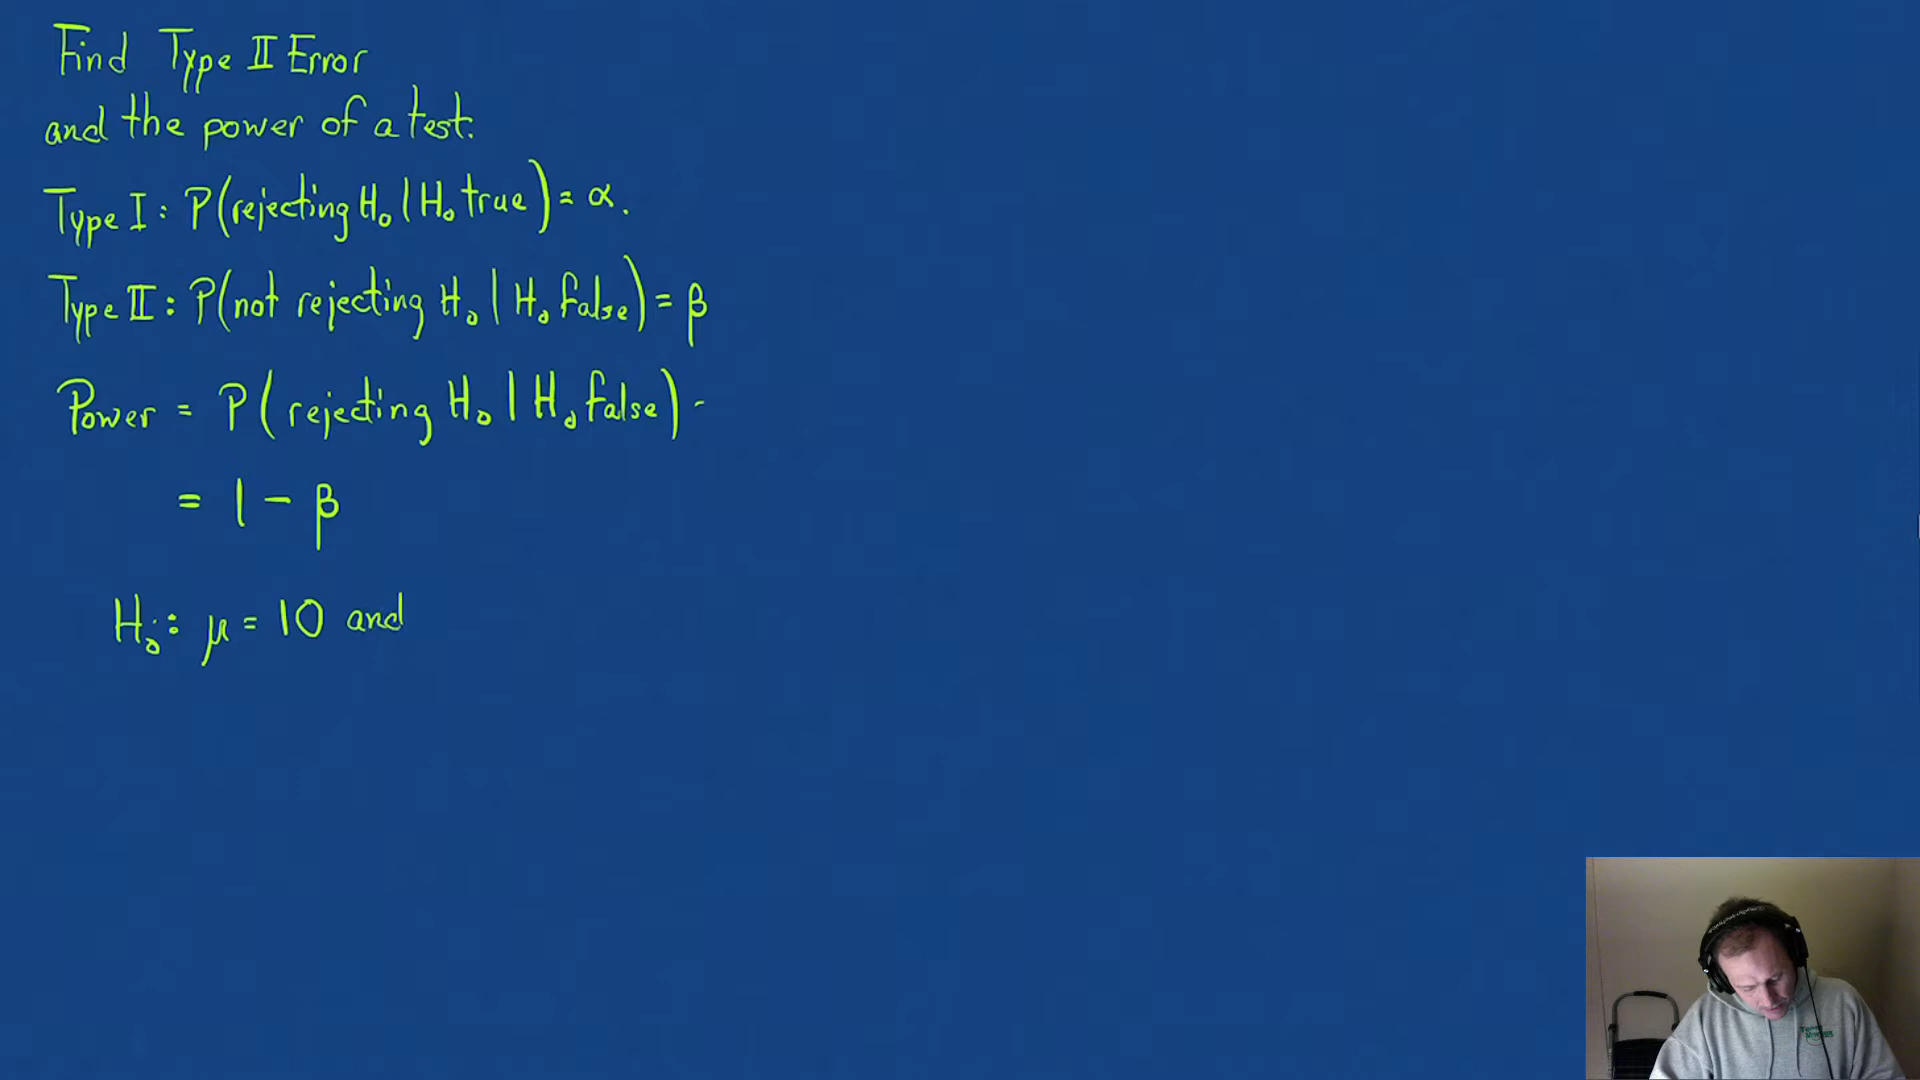 Find Type II Error
and the power of a test.
Type I: P(rejecting H₀ | H₀ true) = α.
Type II: P(not rejecting H₀ | H₀ false) = β
Power = P(rejecting H₀ | H₀ false) -
= 1 - β
H₀: μ = 10 and